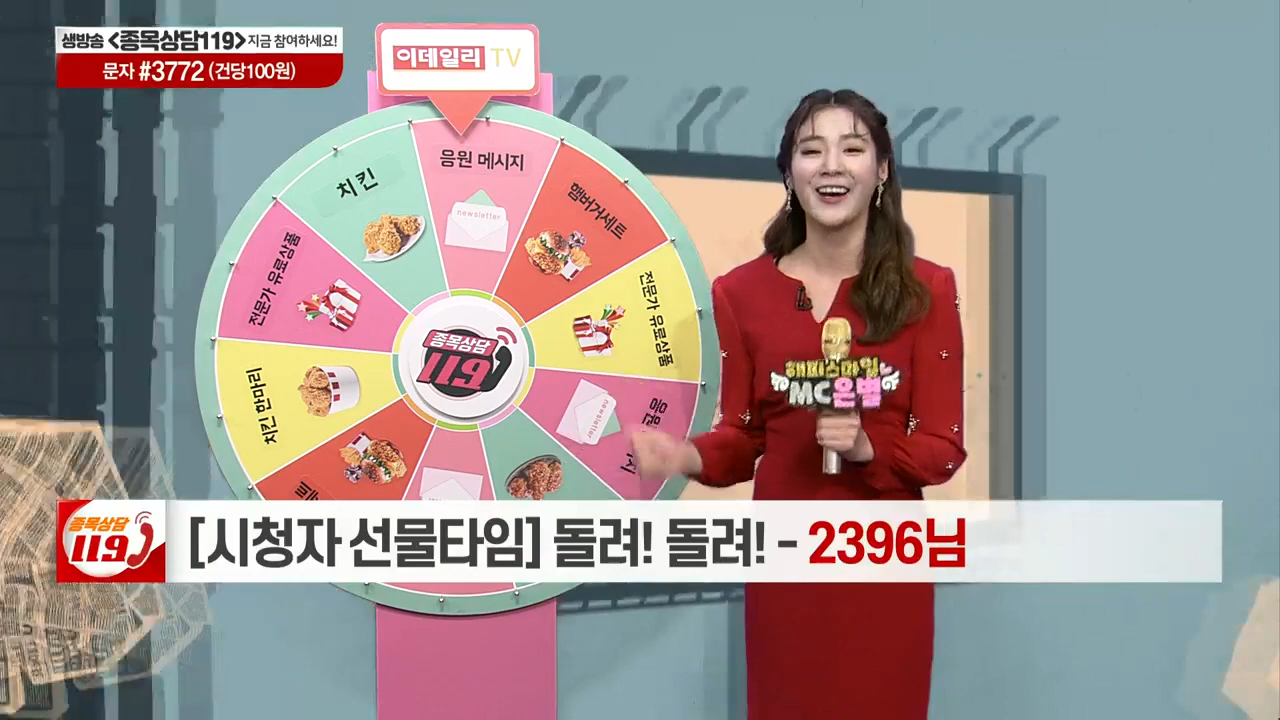 생방송 <종목상담119> 지금 참여하세요!
문자 #3772 (건당100원)
이데일리 TV
응원 메시지
newsletter
치킨
햄버거세트
전문가 유료상품
전문가 유료상품
종목상담
119
치킨 한마리
newsletter
해피스마일
MC은별
종목상담
119
[시청자 선물타임] 돌려! 돌려! - 2396님